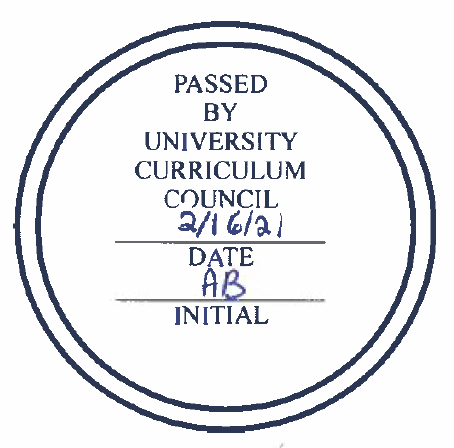 PASSED
BY
UNIVERSITY
CURRICULUM
COUNCIL
2/16/21
DATE
AB
INITIAL